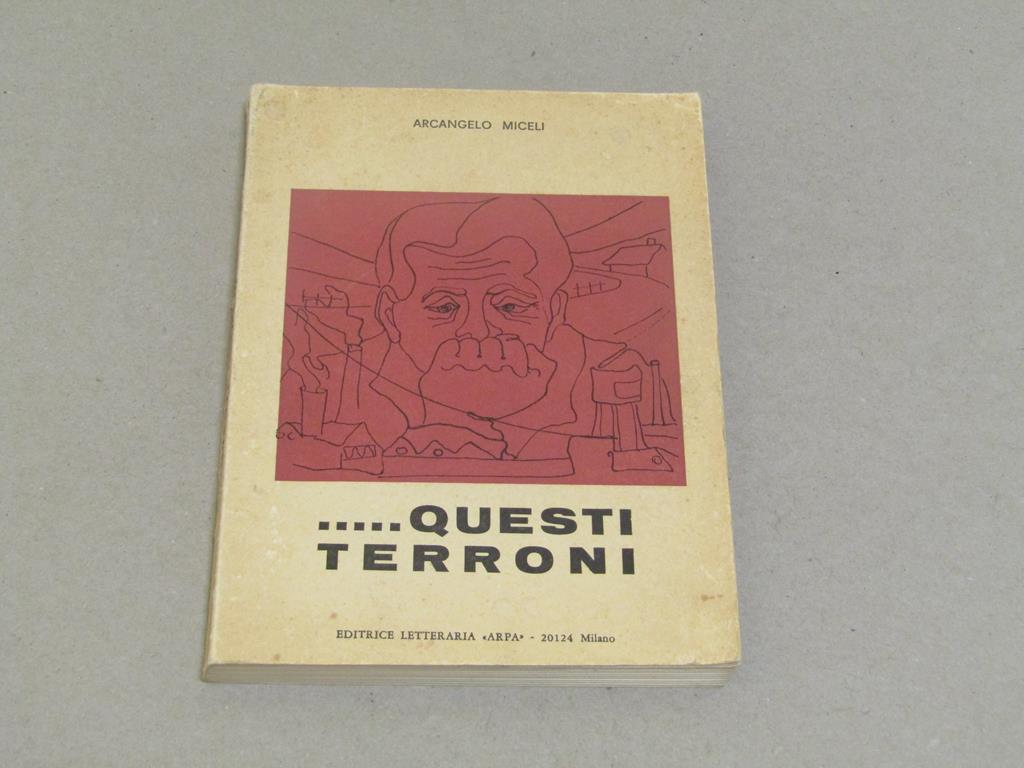 ARCANGELO MICELI
.....QUESTI
TERRONI
EDITRICE LETTERARIA «ARPA» - 20124 Milano